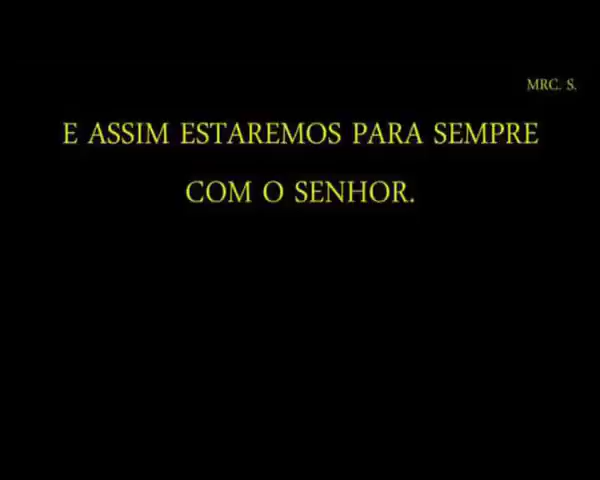 MRC. S.
E ASSIM ESTAREMOS PARA SEMPRE
COM O SENHOR.